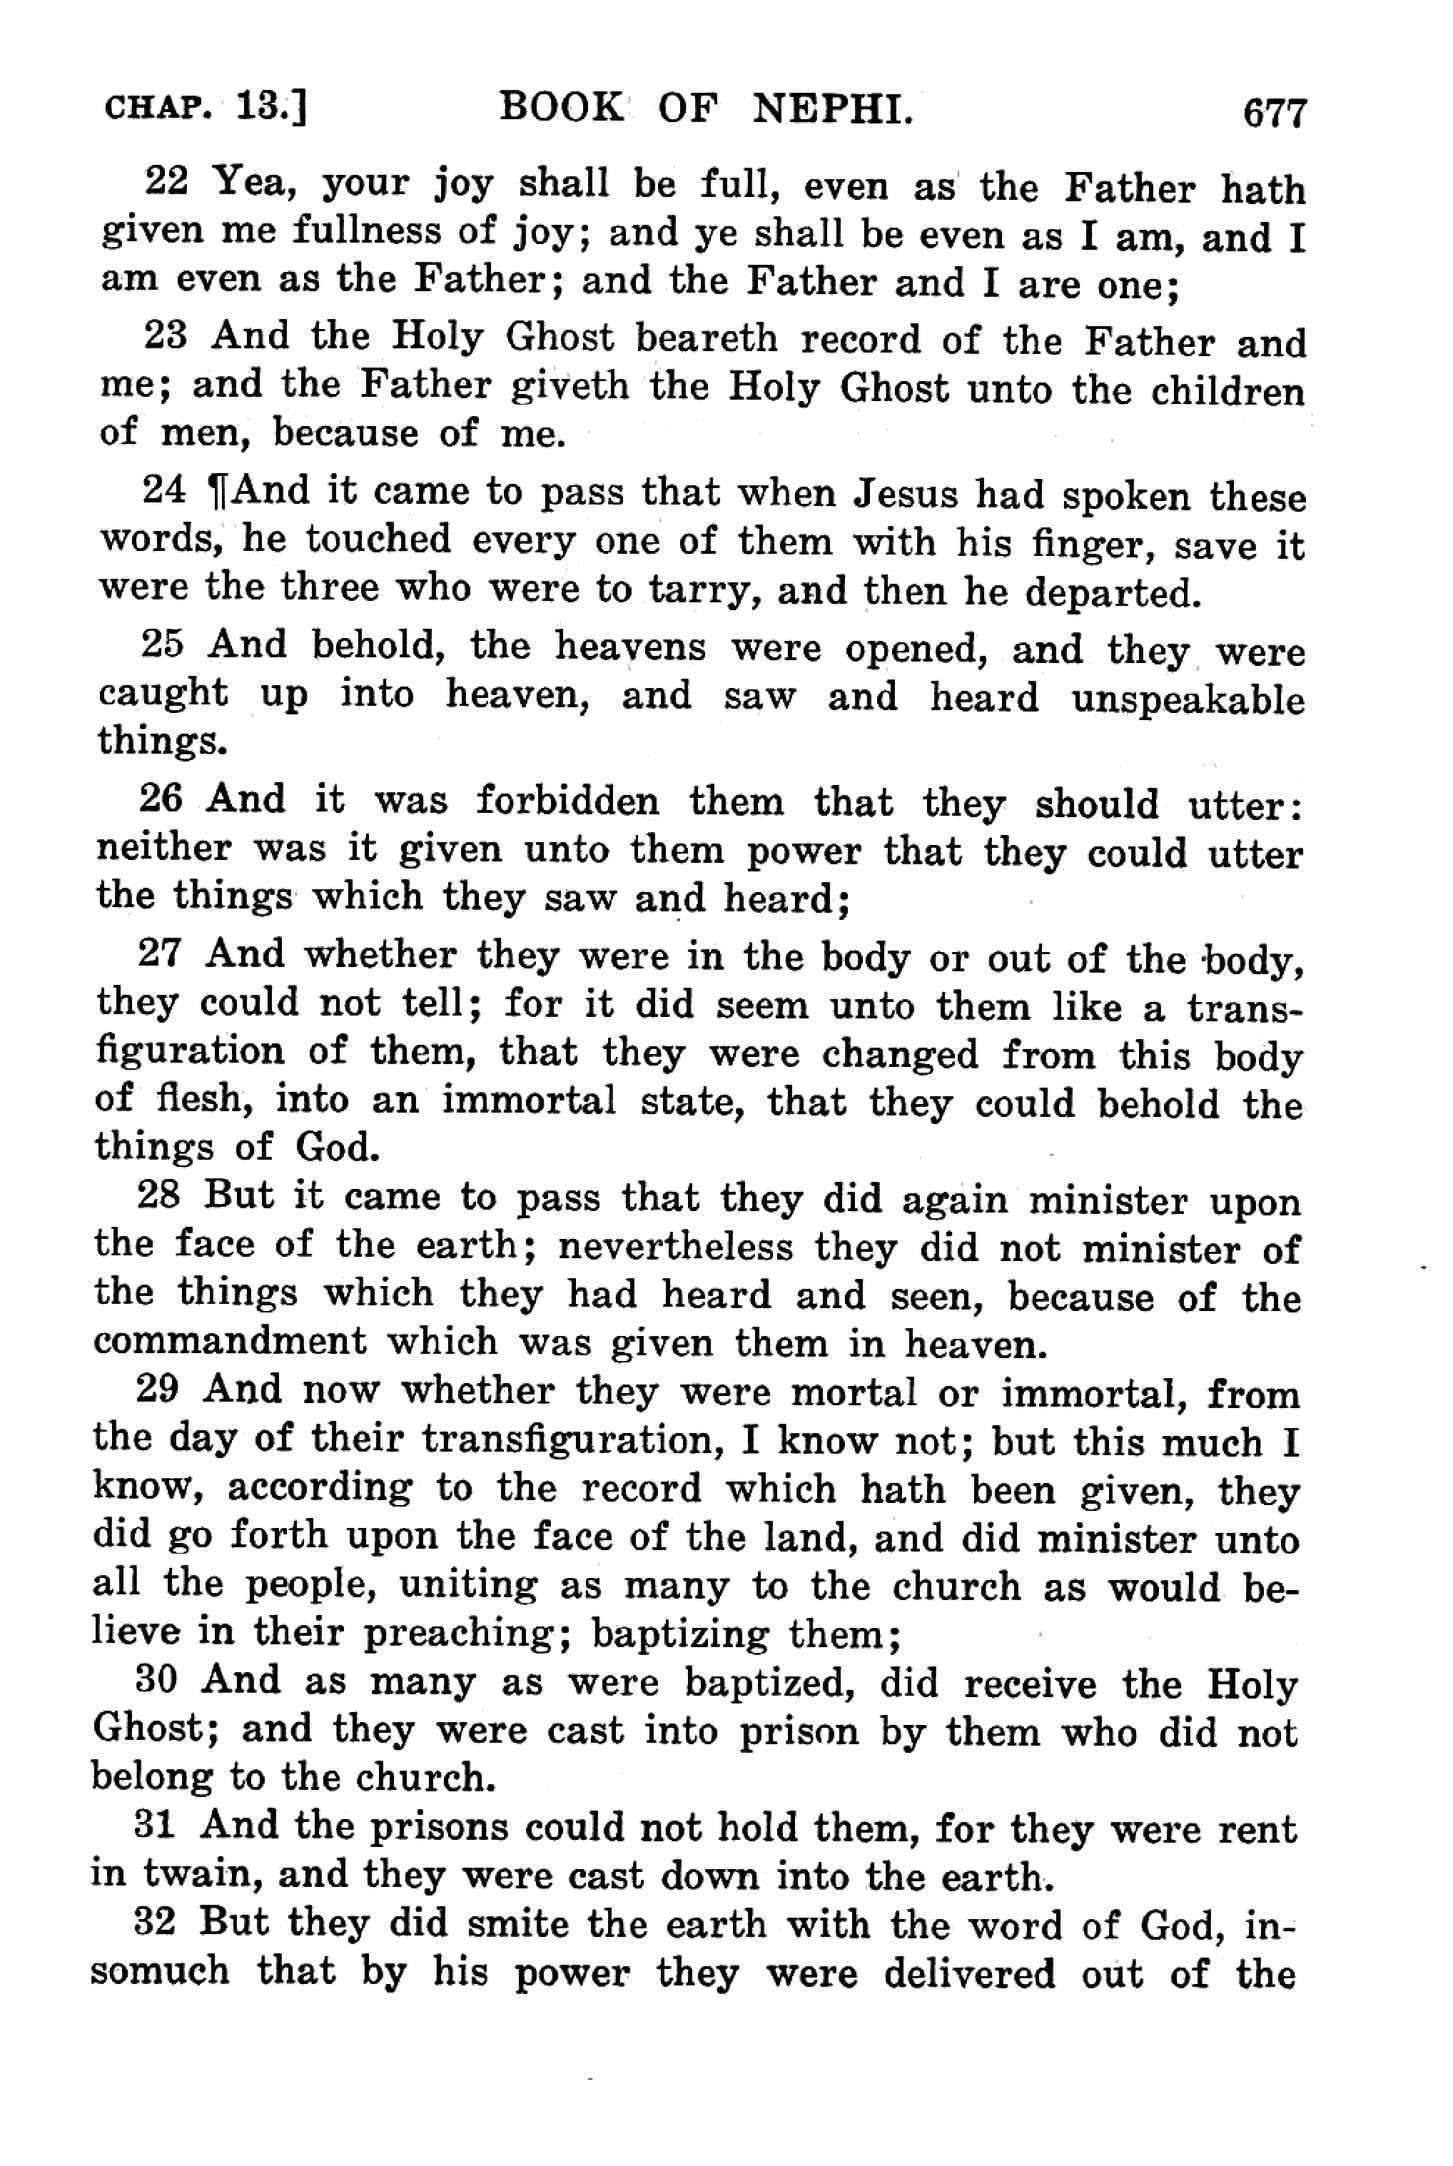 CHAP. 13.] BOOK OF NEPHI. 677
22 Yea, your joy shall be full, even as the Father hath
given me fullness of joy; and ye shall be even as I am, and I
am even as the Father; and the Father and I are one;
23 And the Holy Ghost beareth record of the Father and
me; and the Father giveth the Holy Ghost unto the children
of men, because of me.
24 ¶And it came to pass that when Jesus had spoken these
words, he touched every one of them with his finger, save it
were the three who were to tarry, and then he departed.
25 And behold, the heavens were opened, and they were
caught up into heaven, and saw and heard unspeakable
things.
26 And it was forbidden them that they should utter:
neither was it given unto them power that they could utter
the things which they saw and heard;
27 And whether they were in the body or out of the body,
they could not tell; for it did seem unto them like a trans-
figuration of them, that they were changed from this body
of flesh, into an immortal state, that they could behold the
things of God.
28 But it came to pass that they did again minister upon
the face of the earth; nevertheless they did not minister of
the things which they had heard and seen, because of the
commandment which was given them in heaven.
29 And now whether they were mortal or immortal, from
the day of their transfiguration, I know not; but this much I
know, according to the record which hath been given, they
did go forth upon the face of the land, and did minister unto
all the people, uniting as many to the church as would be-
lieve in their preaching; baptizing them;
30 And as many as were baptized, did receive the Holy
Ghost; and they were cast into prison by them who did not
belong to the church.
31 And the prisons could not hold them, for they were rent
in twain, and they were cast down into the earth.
32 But they did smite the earth with the word of God, in-
somuch that by his power they were delivered out of the